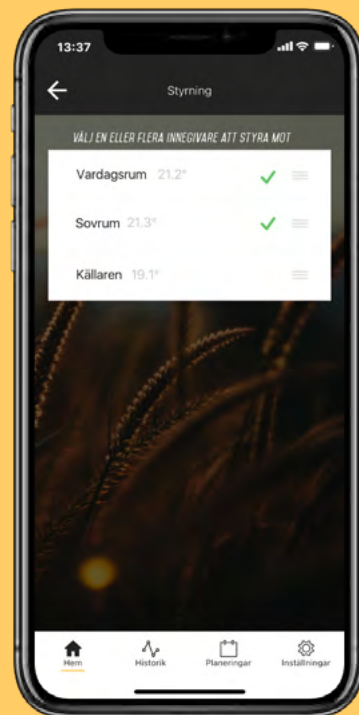 13:37
Styrning
VÄLJ EN ELLER FLERA INNEGIVARE ATT STYRA MOT
Vardagsrum 21.2°
Sovrum 21.3°
Källaren 19.1°
Hem Historik Planeringar Inställningar